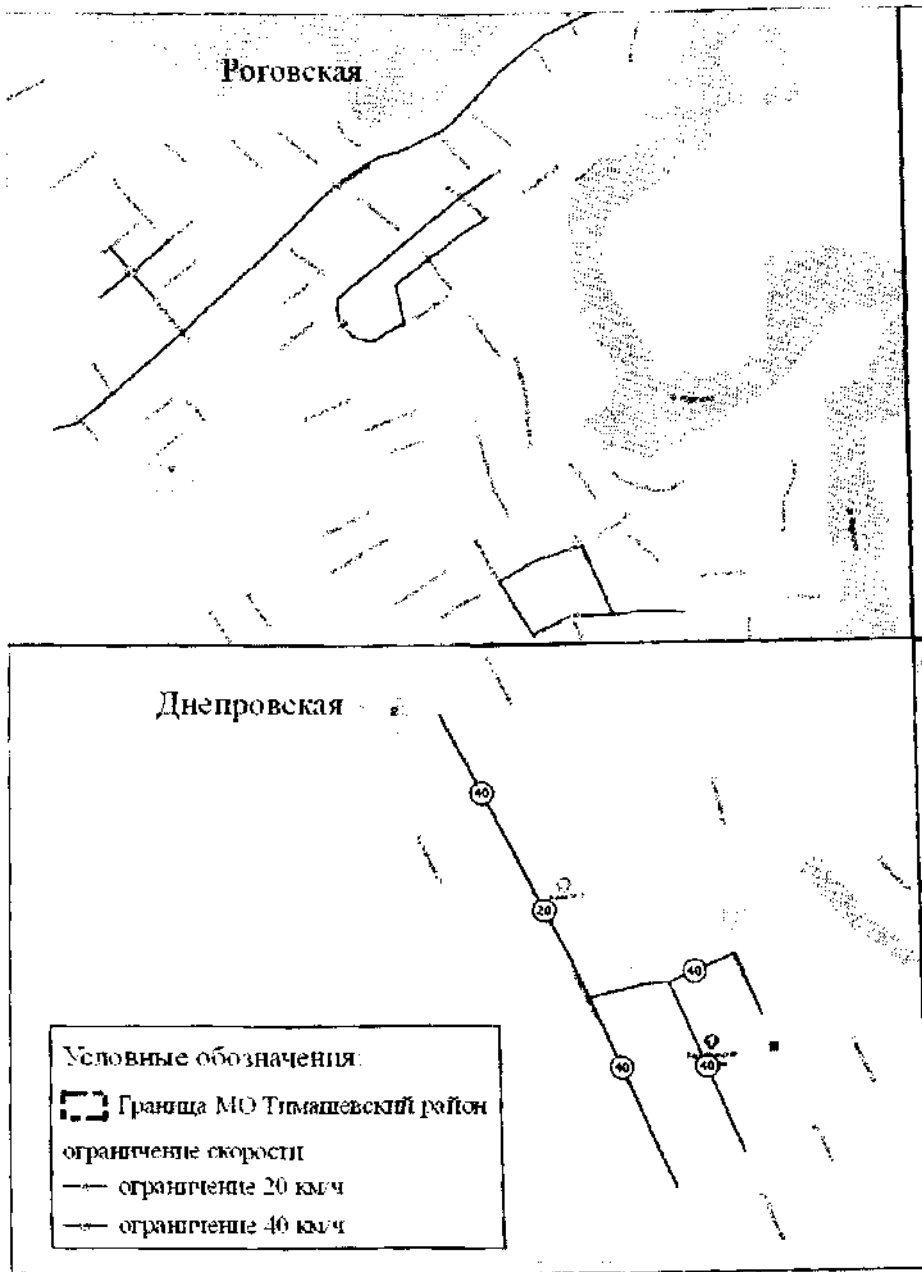 Роговская
Днепровская
40
20
40
40
40
Условные обозначения:
Граница МО Тимашевский район
ограничение скорости
ограничение 20 км/ч
ограничение 40 км/ч